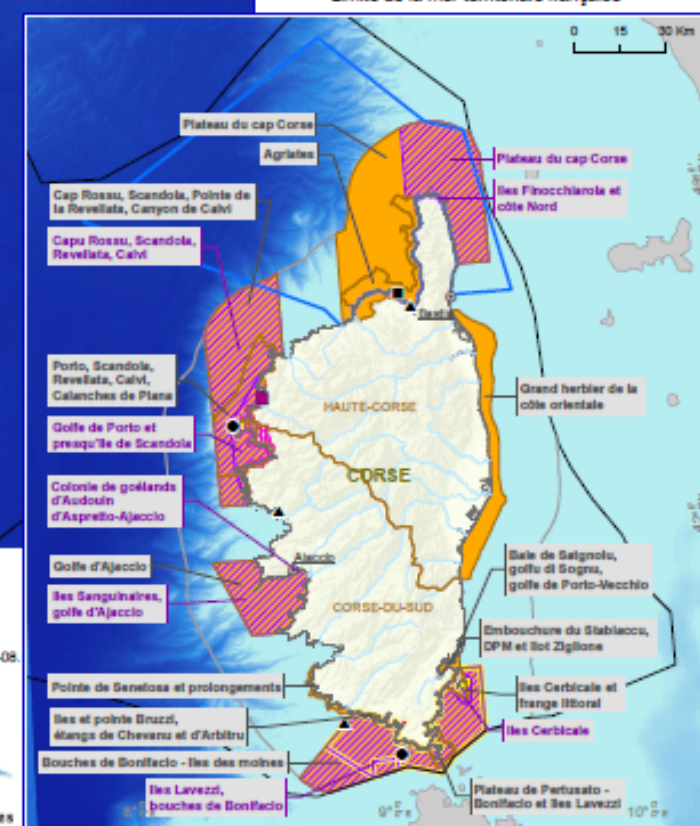 Limite de la mer territoriale française
0 15 30 Km
Plateau du cap Corse
Agriates
Plateau du cap Corse
Iles Finocchiarola et
côte Nord
Cap Rossu, Scandola, Pointe de
la Revellata, Canyon de Calvi
Capu Rossu, Scandola,
Revellata, Calvi
Bastia
Porto, Scandola,
Revellata, Calvi,
Calanches de Piana
Golfe de Porto et
presqu'île de Scandola
HAUTE-CORSE
Grand herbier de la
côte orientale
CORSE
Colonie de goélands
d'Audouin
d'Aspretto-Ajaccio
Ajaccio
Golfe d'Ajaccio
Iles Sanguinaires,
golfe d'Ajaccio
CORSE-DU-SUD
Baie de Satgnolu,
golfu di Sognu,
golfe de Porto-Vecchio
Embouchure du Stabiaccu,
DPM et îlot Ziglione
Pointe de Senetosa et prolongements
Iles Cerbicale et
frange littoral
Iles et pointe Bruzzi,
étangs de Chevanu et d'Arbitru
Iles Cerbicale
Bouches de Bonifacio - Iles des moines
Iles Lavezzi,
bouches de Bonifacio
Plateau de Pertusato -
Bonifacio et Iles Lavezzi
9°0'e
10°0'e